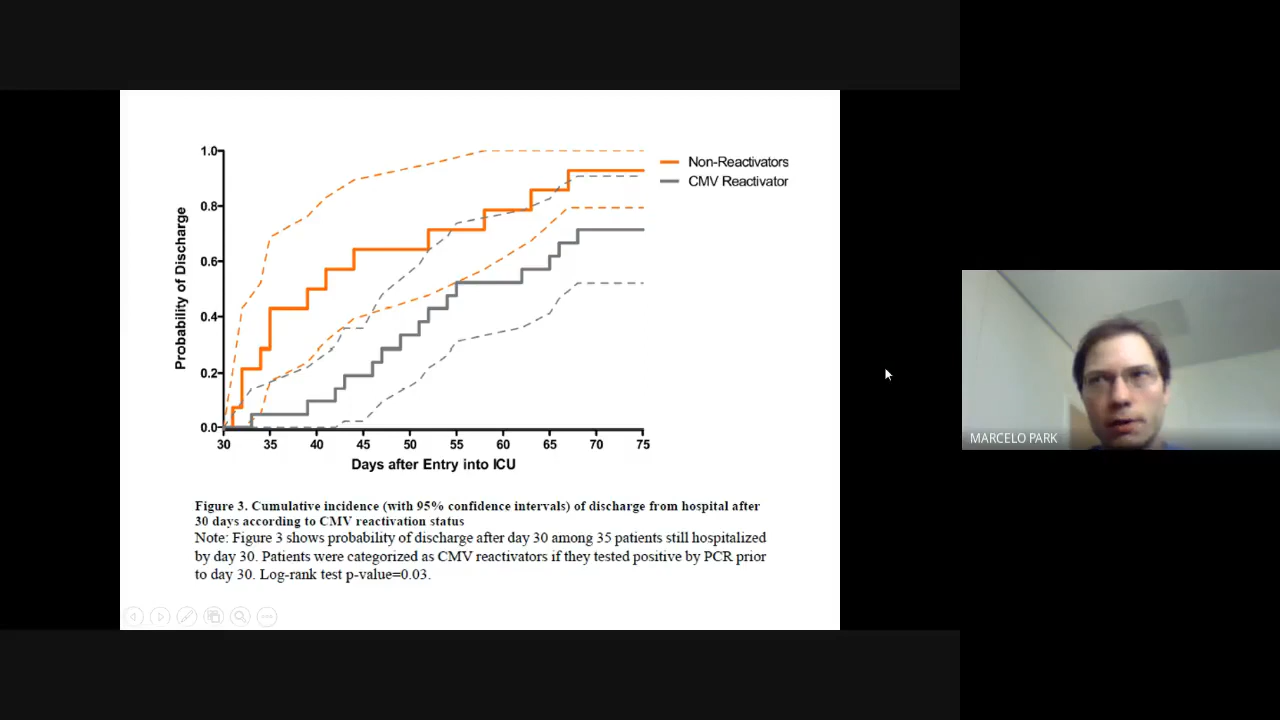 1.0
0.8
0.6
0.4
0.2
0.0
Probability of Discharge
30 35 40 45 50 55 60 65 70 75
Days after Entry into ICU
Non-Reactivators
CMV Reactivator
Figure 3. Cumulative incidence (with 95% confidence intervals) of discharge from hospital after
30 days according to CMV reactivation status
Note: Figure 3 shows probability of discharge after day 30 among 35 patients still hospitalized
by day 30. Patients were categorized as CMV reactivators if they tested positive by PCR prior
to day 30. Log-rank test p-value=0.03.
MARCELO PARK